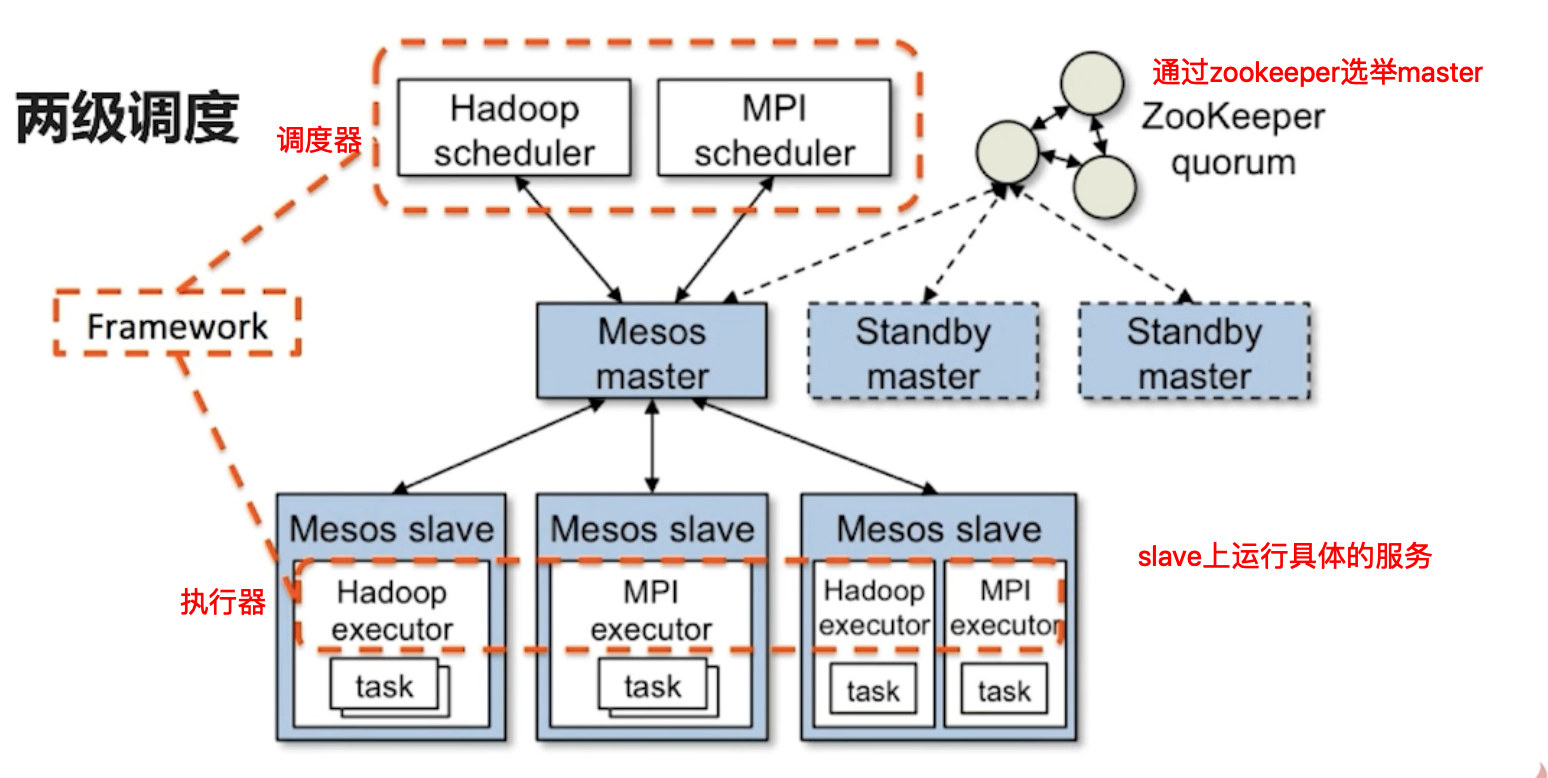 两级调度
调度器
Hadoop
scheduler
MPI
scheduler
通过zookeeper选举master
ZooKeeper
quorum
Framework
Mesos
master
Standby
master
Standby
master
Mesos slave
Mesos slave
Mesos slave
执行器
Hadoop
executor
task
MPI
executor
task
Hadoop
executor
task
MPI
executor
task
slave上运行具体的服务